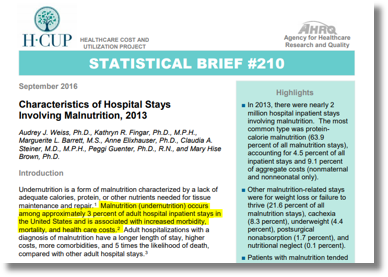 H·CUP
HEALTHCARE COST AND
UTILIZATION PROJECT
AHRQ
Agency for Healthcare
Research and Quality
STATISTICAL BRIEF #210
September 2016
Characteristics of Hospital Stays
Involving Malnutrition, 2013
Audrey J. Weiss, Ph.D., Kathryn R. Fingar, Ph.D., M.P.H.,
Marguerite L. Barrett, M.S., Anne Elixhauser, Ph.D., Claudia A.
Steiner, M.D., M.P.H., Peggi Guenter, Ph.D., R.N., and Mary Hise
Brown, Ph.D.
Introduction
Undernutrition is a form of malnutrition characterized by a lack of
adequate calories, protein, or other nutrients needed for tissue
maintenance and repair.1 Malnutrition (undernutrition) occurs
among approximately 3 percent of adult hospital inpatient stays in
the United States and is associated with increased morbidity,
mortality, and health care costs.2 Adult hospitalizations with a
diagnosis of malnutrition have a longer length of stay, higher
costs, more comorbidities, and 5 times the likelihood of death,
compared with other adult hospital stays.3
Highlights
■ In 2013, there were nearly 2
million hospital inpatient stays
involving malnutrition. The most
common type was protein-
calorie malnutrition (63.9
percent of all malnutrition stays),
accounting for 4.5 percent of all
inpatient stays and 9.1 percent
of aggregate costs (nonmaternal
and nonneonatal only).
■ Other malnutrition-related stays
were for weight loss or failure to
thrive (21.6 percent of all
malnutrition stays), cachexia
(8.3 percent), underweight (4.4
percent), postsurgical
nonabsorption (1.7 percent), and
nutritional neglect (0.1 percent).
■ Patients with malnutrition tended